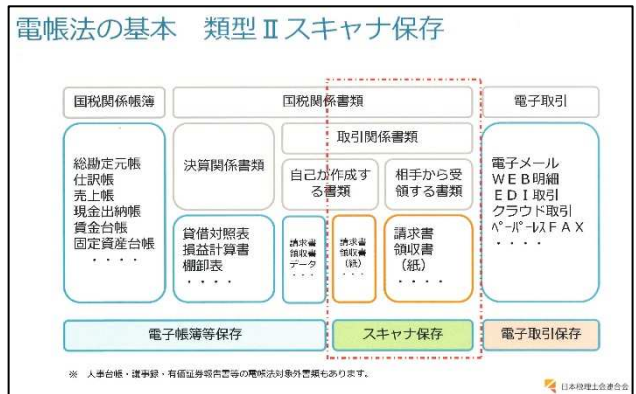 電帳法の基本 類型Ⅱスキャナ保存
国税関係帳簿
国税関係書類
電子取引
取引関係書類
総勘定元帳
仕訳帳
売上帳
現金出納帳
賃金台帳
固定資産台帳
・・・・
決算関係書類
自己が作成す
る書類
相手から受
領する書類
貸借対照表
損益計算書
棚卸表
・・・・
請求書
領収書
データ
・・・
請求書
領収書
(紙)
・・・
請求書
領収書
(紙)
・・・・
電子メール
WEB明細
EDI取引
クラウド取引
ペーパーレスFAX
・・・・
電子帳簿等保存
スキャナ保存
電子取引保存
※ 人事台帳・議事録・有価証券報告書等の電帳法対象外書類もあります。
日本税理士会連合会